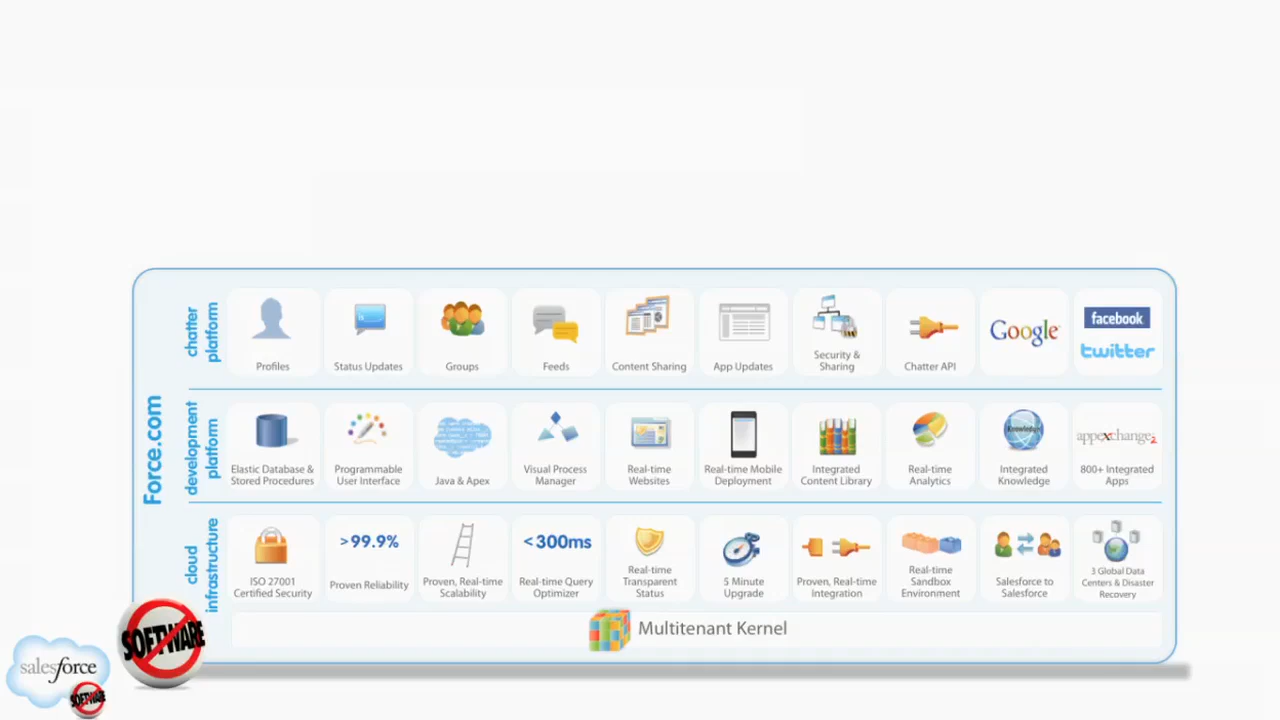 Force.com
chatter
platform
Profiles
Status Updates
Groups
Feeds
Content Sharing
App Updates
Security &
Sharing
Chatter API
Google
facebook
twitter
development
platform
Elastic Database &
Stored Procedures
Programmable
User Interface
Java & Apex
Visual Process
Manager
Real-time
Websites
Real-time Mobile
Deployment
Integrated
Content Library
Real-time
Analytics
Knowledge
Integrated
Knowledge
appexchange
800+ Integrated
Apps
cloud
infrastructure
ISO 27001
Certified Security
>99.9%
Proven Reliability
Proven, Real-time
Scalability
<300ms
Real-time Query
Optimizer
Real-time
Transparent
Status
5 Minute
Upgrade
Proven, Real-time
Integration
Real-time
Sandbox
Environment
Salesforce to
Salesforce
3 Global Data
Centers & Disaster
Recovery
Multitenant Kernel
SOFTWARE
salesforce
SOFTWARE